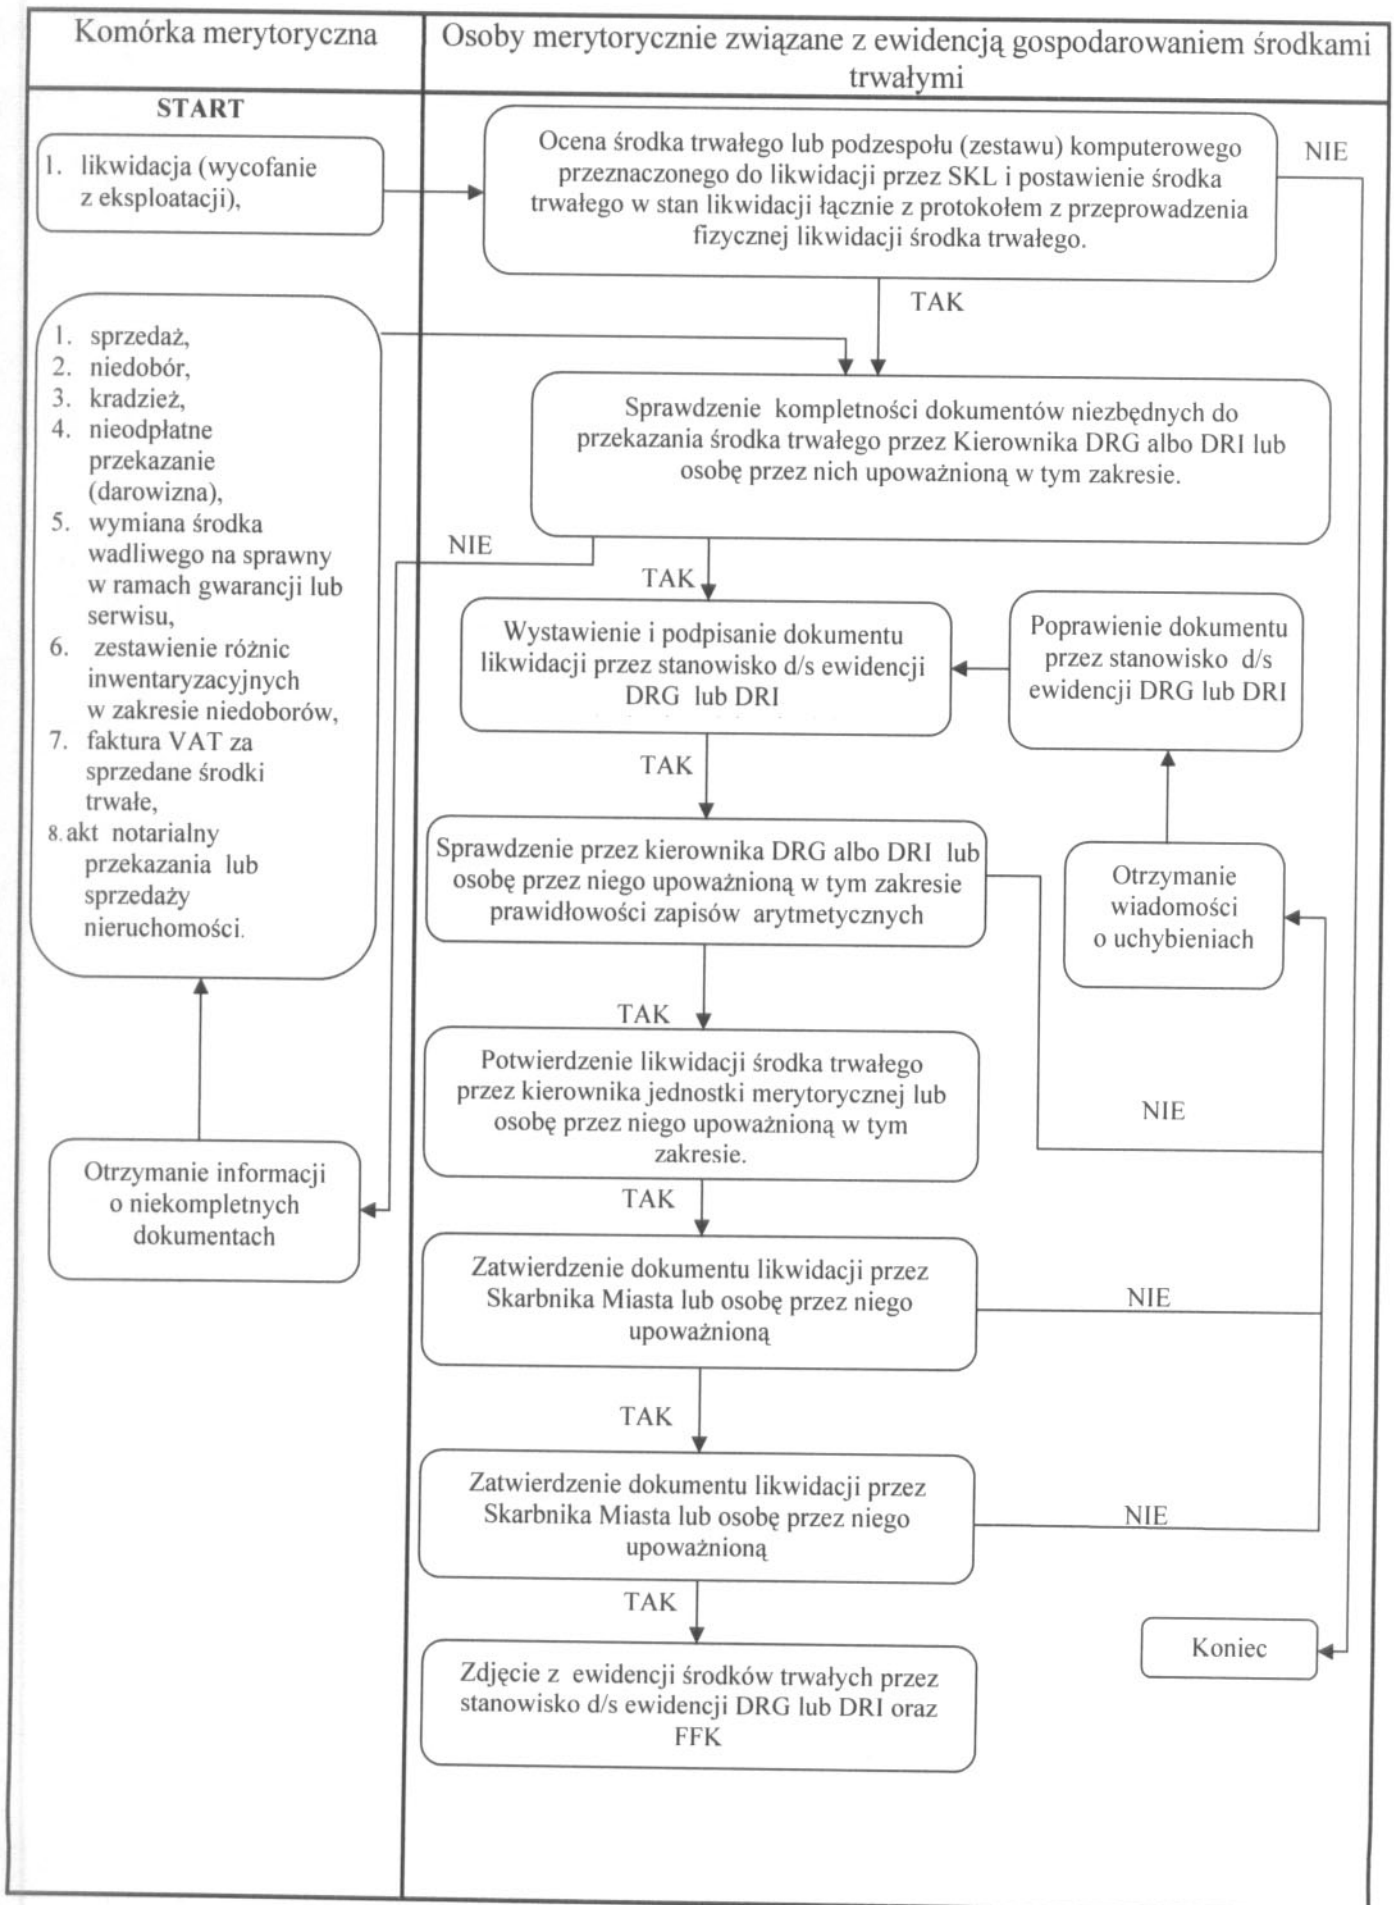 Komórka merytoryczna
Osoby merytorycznie związane z ewidencją gospodarowaniem środkami
trwałymi
START
1. likwidacja (wycofanie
z eksploatacji),
Ocena środka trwałego lub podzespołu (zestawu) komputerowego
przeznaczonego do likwidacji przez SKL i postawienie środka
trwałego w stan likwidacji łącznie z protokołem z przeprowadzenia
fizycznej likwidacji środka trwałego.
NIE
TAK
1. sprzedaż,
2. niedobór,
3. kradzież,
4. nieodpłatne
przekazanie
(darowizna),
5. wymiana środka
wadliwego na sprawny
w ramach gwarancji lub
serwisu,
6. zestawienie różnic
inwentaryzacyjnych
w zakresie niedoborów,
7. faktura VAT za
sprzedane środki
trwałe,
8. akt notarialny
przekazania lub
sprzedaży
nieruchomości.
Sprawdzenie kompletności dokumentów niezbędnych do
przekazania środka trwałego przez Kierownika DRG albo DRI lub
osobę przez nich upoważnioną w tym zakresie.
NIE
TAK
Wystawienie i podpisanie dokumentu
likwidacji przez stanowisko d/s ewidencji
DRG lub DRI
Poprawienie dokumentu
przez stanowisko d/s
ewidencji DRG lub DRI
TAK
Sprawdzenie przez kierownika DRG albo DRI lub
osobę przez niego upoważnioną w tym zakresie
prawidłowości zapisów arytmetycznych
Otrzymanie
wiadomości
o uchybieniach
TAK
Potwierdzenie likwidacji środka trwałego
przez kierownika jednostki merytorycznej lub
osobę przez niego upoważnioną w tym
zakresie.
NIE
Otrzymanie informacji
o niekompletnych
dokumentach
TAK
Zatwierdzenie dokumentu likwidacji przez
Skarbnika Miasta lub osobę przez niego
upoważnioną
NIE
TAK
Zatwierdzenie dokumentu likwidacji przez
Skarbnika Miasta lub osobę przez niego
upoważnioną
NIE
TAK
Koniec
Zdjęcie z ewidencji środków trwałych przez
stanowisko d/s ewidencji DRG lub DRI oraz
FFK